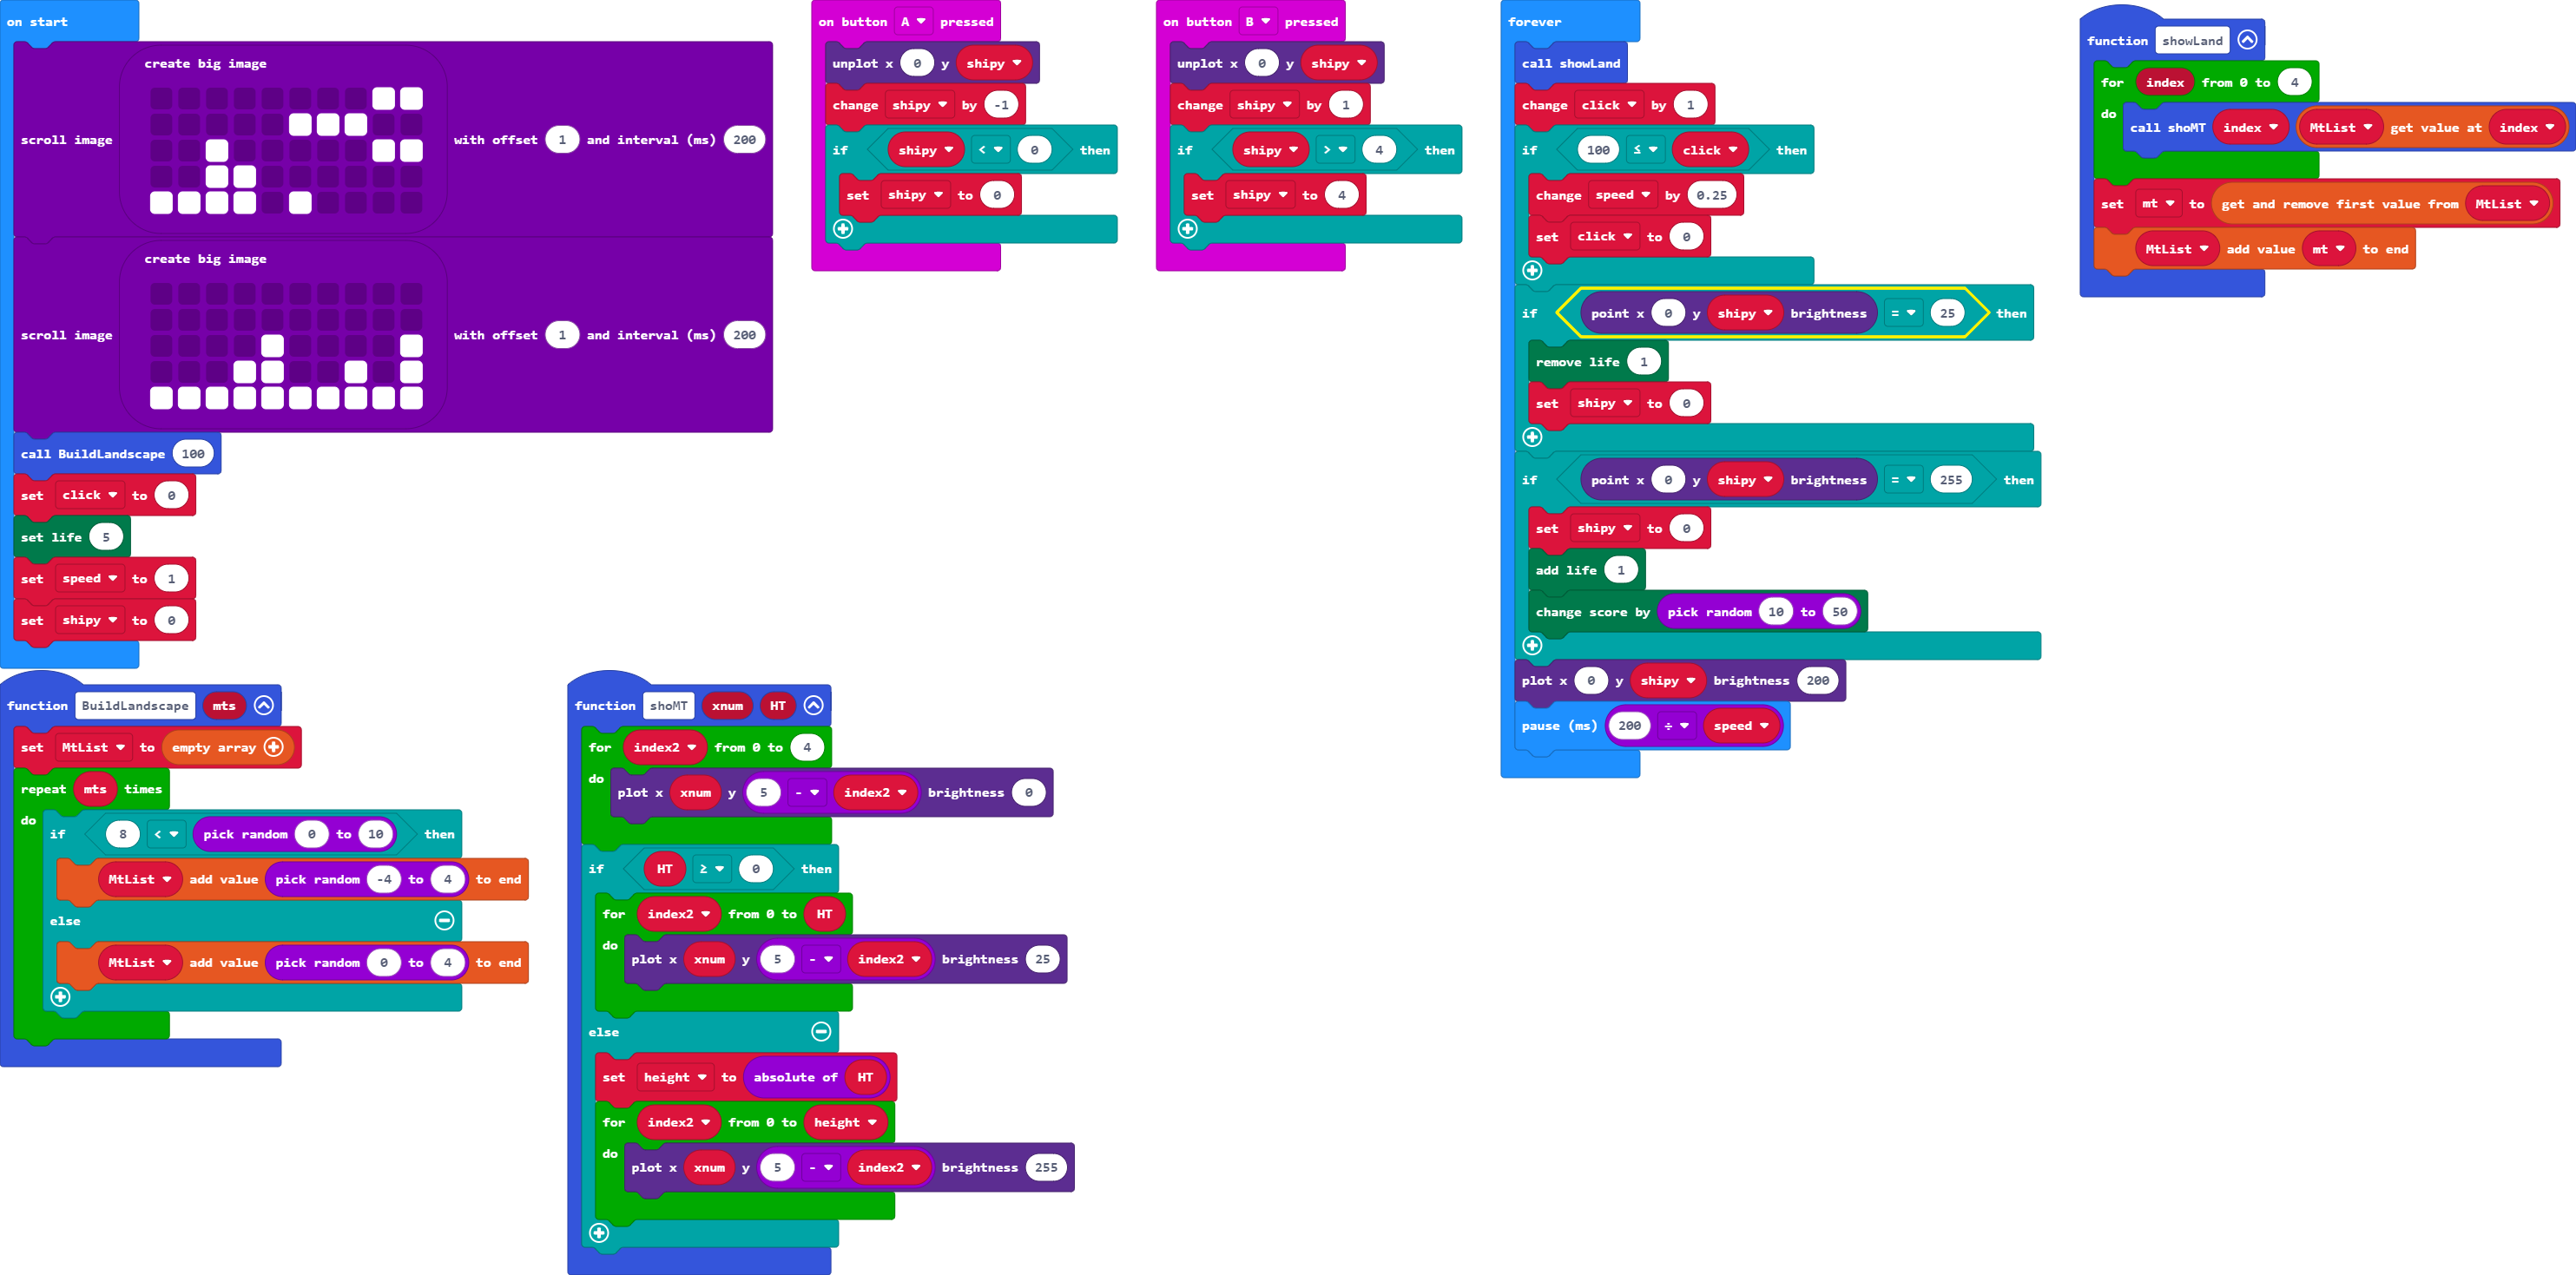 on start
scroll image create big image with offset 1 and interval (ms) 200
scroll image create big image with offset 1 and interval (ms) 200
call BuildLandscape 100
set click to 0
set life 5
set speed to 1
set shipy to 0
on button A pressed
unplot x 0 y shipy
change shipy by -1
if shipy < 0 then
set shipy to 0
on button B pressed
unplot x 0 y shipy
change shipy by 1
if shipy > 4 then
set shipy to 4
forever
call showLand
change click by 1
if 100 ≤ click then
change speed by 0.25
set click to 0
if point x 0 y shipy brightness = 25 then
remove life 1
set shipy to 0
if point x 0 y shipy brightness = 255 then
set shipy to 0
add life 1
change score by pick random 10 to 50
plot x 0 y shipy brightness 200
pause (ms) 200 ÷ speed
function showLand
for index from 0 to 4
do call shoMT index MtList get value at index
set mt to get and remove first value from MtList
MtList add value mt to end
function BuildLandscape mts
set MtList to empty array
repeat mts times
do if 8 < pick random 0 to 10 then
MtList add value pick random -4 to 4 to end
else
MtList add value pick random 0 to 4 to end
function shoMT xnum HT
for index2 from 0 to 4
do plot x xnum y 5 - index2 brightness 0
if HT ≥ 0 then
for index2 from 0 to HT
do plot x xnum y 5 - index2 brightness 25
else
set height to absolute of HT
for index2 from 0 to height
do plot x xnum y 5 - index2 brightness 255